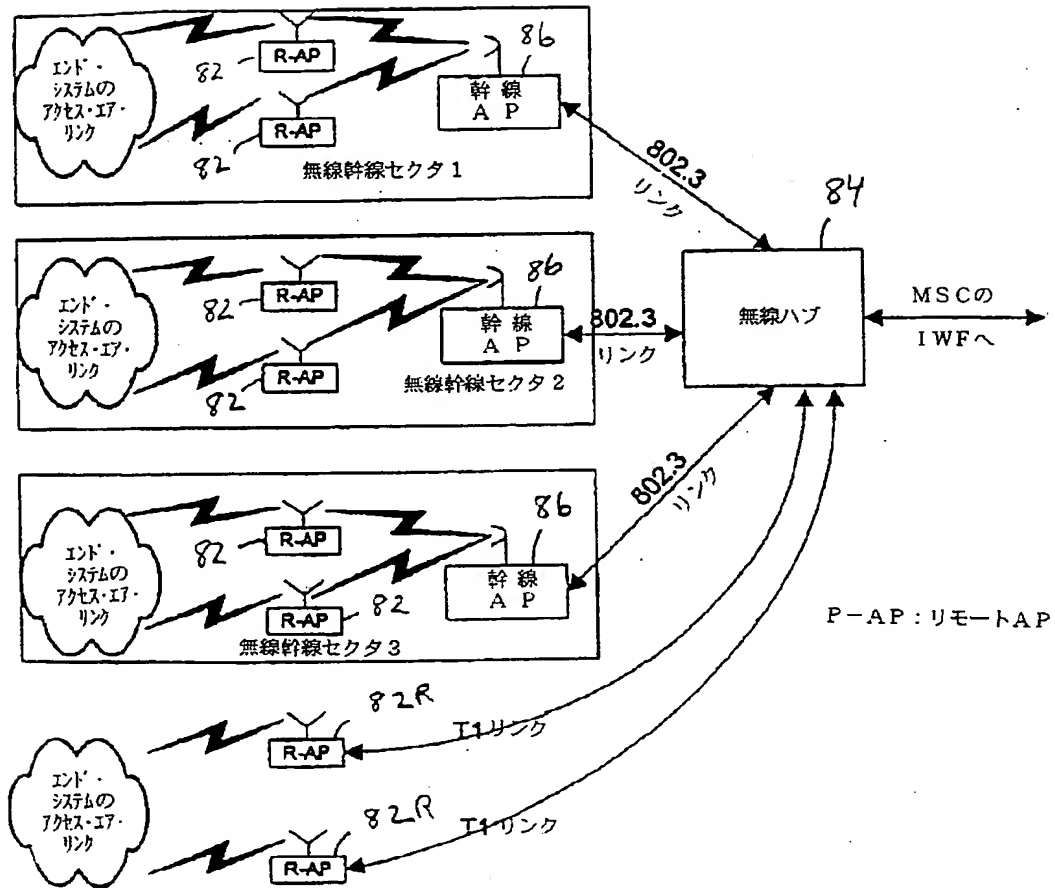 エンド・
システムの
アクセス・エア・
リンク
82
R-AP
82
R-AP
無線幹線セクタ1
86
幹線
AP
802.3
リンク
エンド・
システムの
アクセス・エア・
リンク
82
R-AP
82
R-AP
86
幹線
AP
無線幹線セクタ2
802.3
リンク
84
無線ハブ
MSCの
IWFへ
エンド・
システムの
アクセス・エア・
リンク
82
R-AP
R-AP
82
無線幹線セクタ3
86
幹線
AP
802.3
リンク
P-AP:リモートAP
エンド・
システムの
アクセス・エア・
リンク
82R
R-AP
T1リンク
82R
R-AP
T1リンク